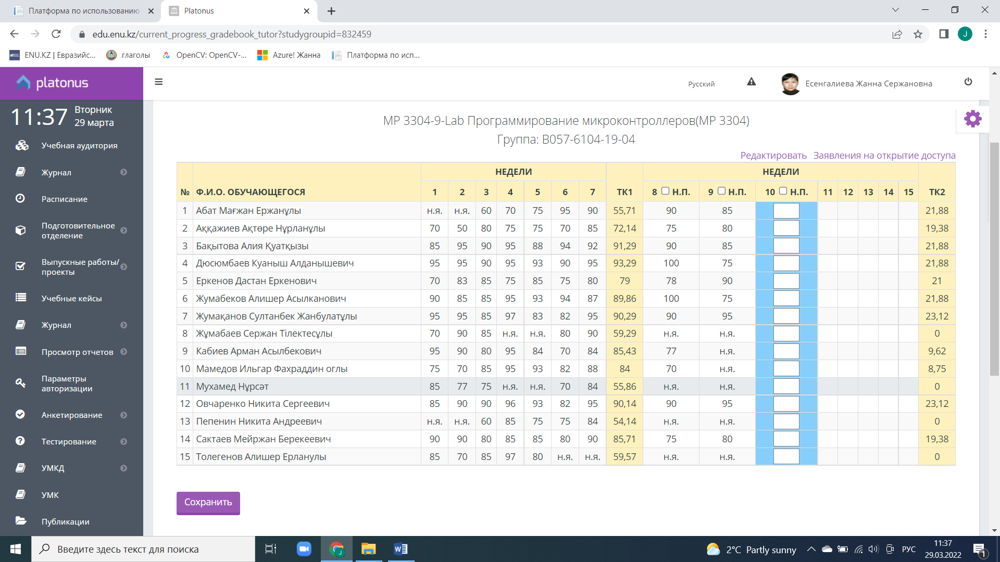 Платформа по использованию
Platonus
edu.enu.kz/current_progress_gradebook_tutor?studygroupid=832459
J
ENU.KZ | Евразийс...
глаголы
OpenCV: OpenCV-...
Azure! Жанна
Платформа по исп...
platonus
Русский
Есенгалиева Жанна Сержановна
11:37
Вторник
29 марта
Учебная аудитория
Журнал
Расписание
Подготовительное
отделение
Выпускные работы/
проекты
Учебные кейсы
Журнал
Просмотр отчетов
Параметры
авторизации
Анкетирование
Тестирование
УМКД
УМК
Публикации
MP 3304-9-Lab Программирование микроконтроллеров(MP 3304)
Группа: B057-6104-19-04
Редактировать Заявления на открытие доступа
НЕДЕЛИ НЕДЕЛИ
№ Ф.И.О. ОБУЧАЮЩЕГОСЯ 1 2 3 4 5 6 7 ТК1 8 Н.П. 9 Н.П. 10 Н.П. 11 12 13 14 15 ТК2
1 Абат Мағжан Ержанұлы н.я. н.я. 60 70 75 95 90 55,71 90 85 21,88
2 Аққажиев Ақтөре Нұрланұлы 70 50 80 75 75 70 85 72,14 75 80 19,38
3 Бақытова Алия Қуатқызы 85 95 90 95 88 94 92 91,29 90 85 21,88
4 Дюсюмбаев Куаныш Алданышевич 95 95 90 95 93 90 95 93,29 100 75 21,88
5 Еркенов Дастан Еркенович 70 83 85 75 85 75 80 79 78 90 21
6 Жумабеков Алишер Асылканович 90 85 85 95 93 94 87 89,86 100 75 21,88
7 Жумақанов Султанбек Жанбулатұлы 95 95 85 97 83 82 95 90,29 90 95 23,12
8 Жұмабаев Сержан Тілектесұлы 70 90 85 н.я. н.я. 80 90 59,29 н.я. н.я. 0
9 Кабиев Арман Асылбекович 95 90 80 95 84 70 84 85,43 77 н.я. 9,62
10 Мамедов Ильгар Фахраддин оглы 75 70 85 95 93 82 88 84 70 н.я. 8,75
11 Мухамед Нұрсәт 85 77 75 н.я. н.я. 70 84 55,86 н.я. н.я. 0
12 Овчаренко Никита Сергеевич 85 90 90 96 93 82 95 90,14 90 95 23,12
13 Пепенин Никита Андреевич н.я. н.я. 60 85 75 75 84 54,14 н.я. н.я. 0
14 Сактаев Мейржан Берекеевич 90 90 80 85 85 80 90 85,71 75 80 19,38
15 Толегенов Алишер Ерланулы 85 70 85 97 80 н.я. н.я. 59,57 н.я. н.я. 0
Сохранить
Введите здесь текст для поиска
2°C Partly sunny
РУС
11:37
29.03.2022
1